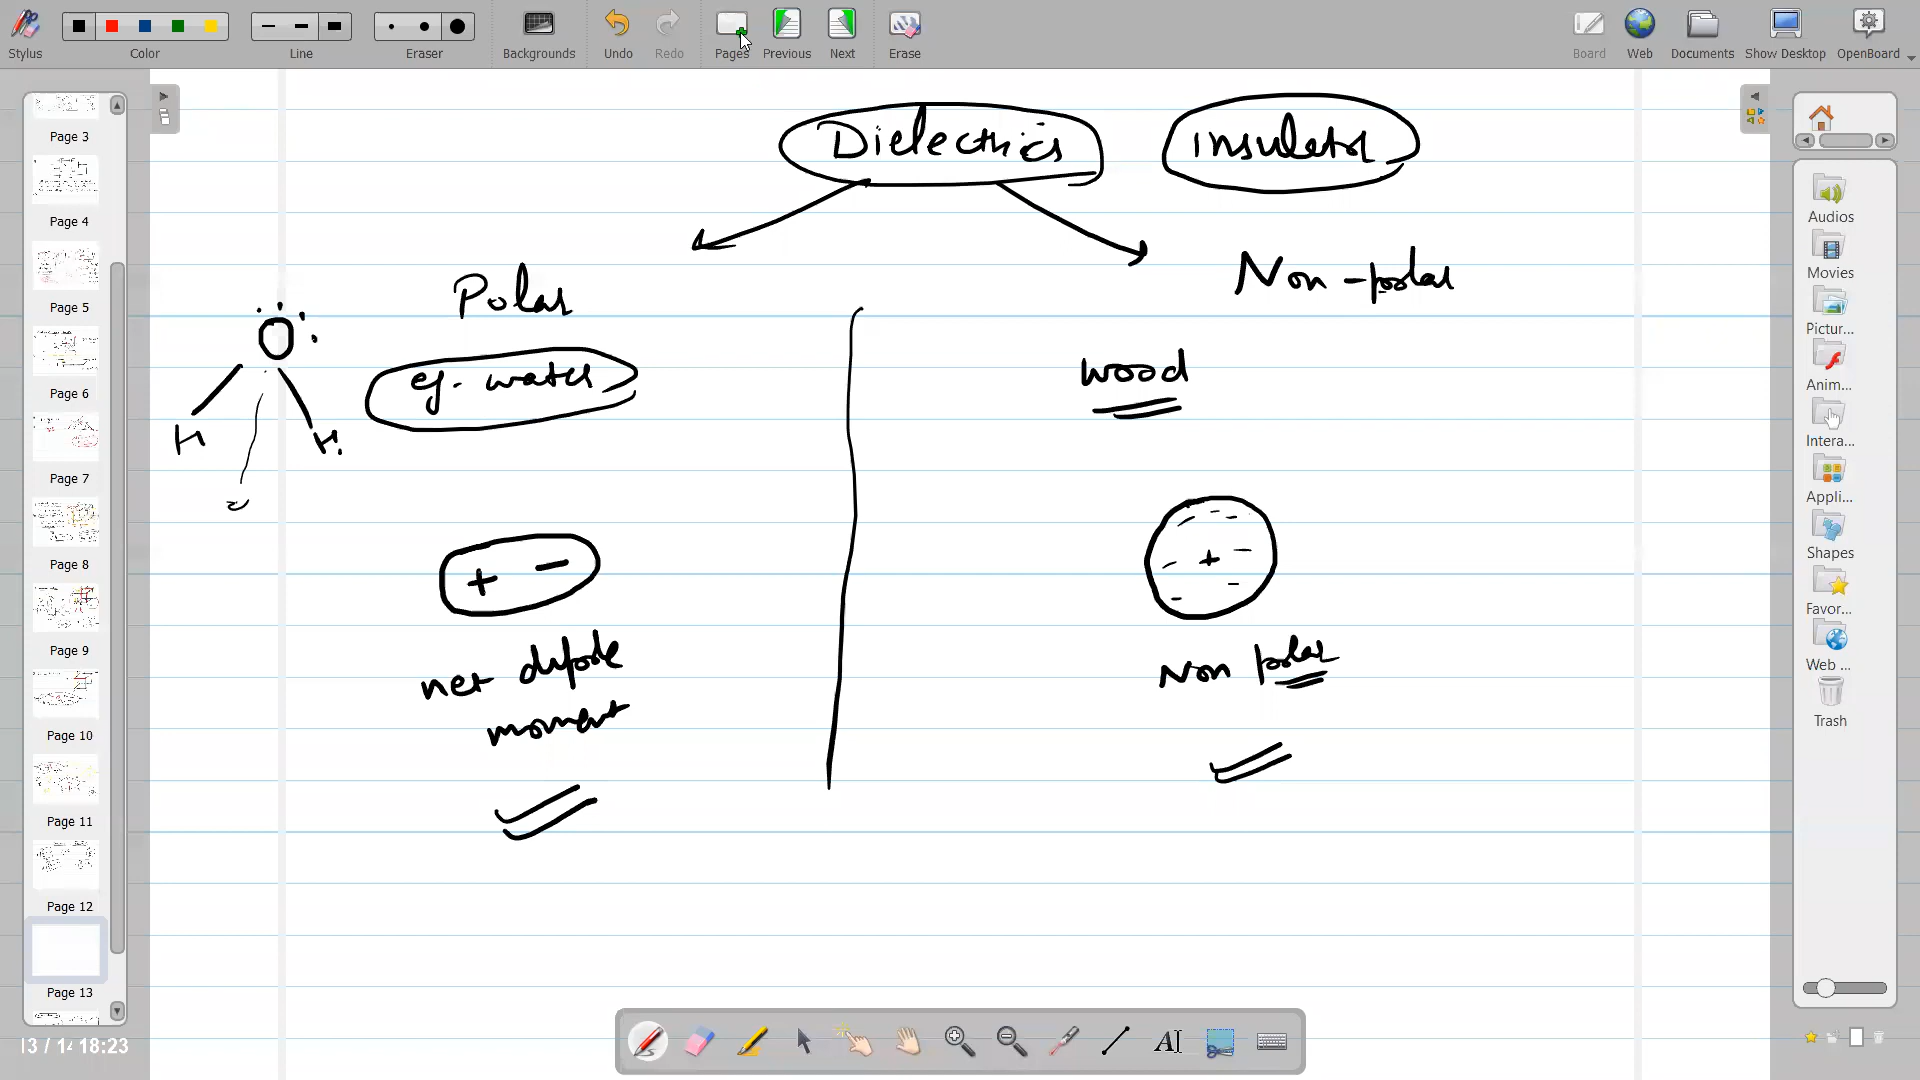 Stylus
Color
Line
Eraser
Backgrounds
Undo
Redo
Pages
Previous
Next
Erase
Board
Web
Documents
Show Desktop
OpenBoard
Page 3
Page 4
Page 5
Page 6
Page 7
Page 8
Page 9
Page 10
Page 11
Page 12
Page 13
13 / 14 18:23
Dielectrics
insulator
Polar
Non-polar
O
H
H
eg. water
wood
+ -
- - -
- + -
- -
net dipole
moment
Non polar
Audios
Movies
Pictur...
Anim...
Intera...
Appli...
Shapes
Favor...
Web ...
Trash